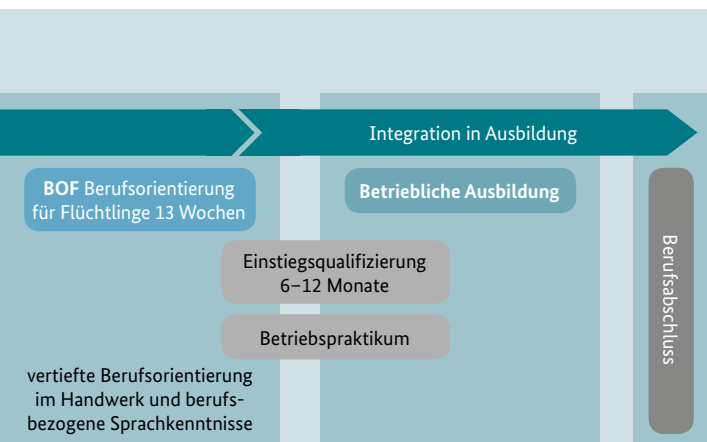 Integration in Ausbildung
BOF Berufsorientierung
für Flüchtlinge 13 Wochen
Betriebliche Ausbildung
Einstiegsqualifizierung
6–12 Monate
Betriebspraktikum
Berufsabschluss
vertiefte Berufsorientierung
im Handwerk und berufs-
bezogene Sprachkenntnisse